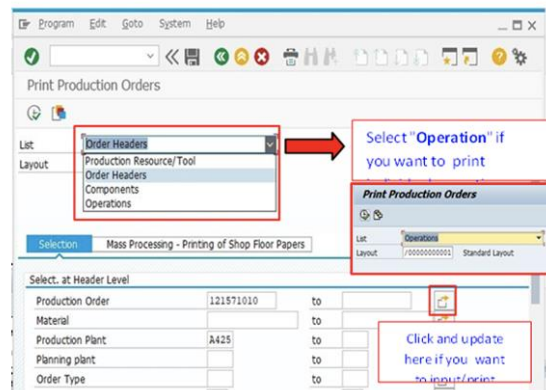 Program Edit Goto System Help
Print Production Orders
List Order Headers
Layout Production Resource/Tool
Order Headers
Components
Operations
Select "Operation" if
you want to print
Print Production Orders
List Operations
Layout /00000000001 Standard Layout
Selection Mass Processing - Printing of Shop Floor Papers
Select. at Header Level
Production Order 121571010 to
Material to
Production Plant A425 to
Planning plant to
Order Type to
Click and update
here if you want
to input/print